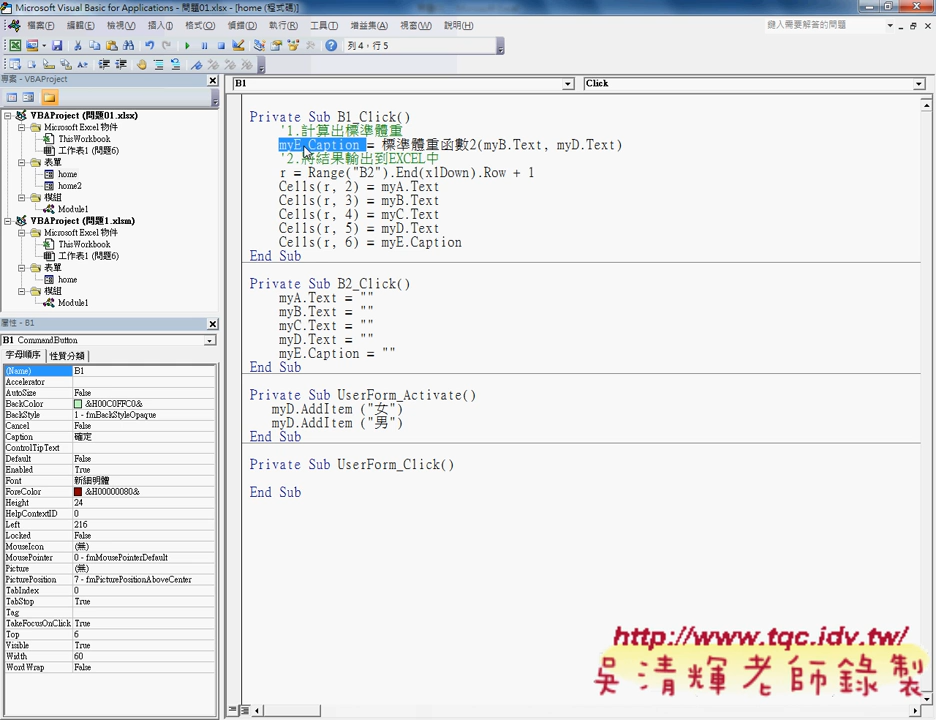 Microsoft Visual Basic for Applications - 問題01.xlsx - [home (程式碼)]
檔案(F) 編輯(E) 檢視(V) 插入(I) 格式(O) 偵錯(D) 執行(R) 工具(T) 增益集(A) 視窗(W) 說明(H)
鍵入需要解答的問題
列 4，行 5
專案 - VBAProject
B1
Click
VBAProject (問題01.xlsx)
Microsoft Excel 物件
ThisWorkbook
工作表1 (問題6)
表單
home
home2
模組
Module1
VBAProject (問題1.xlsm)
Microsoft Excel 物件
ThisWorkbook
工作表1 (問題6)
表單
home
模組
Module1
屬性 - B1
B1 CommandButton
字母順序 性質分類
(Name) B1
Accelerator
AutoSize False
BackColor &H00C0FFC0&
BackStyle 1 - fmBackStyleOpaque
Cancel False
Caption 確定
ControlTipText
Default False
Enabled True
Font 新細明體
ForeColor &H00000080&
Height 24
HelpContextID 0
Left 216
Locked False
MouseIcon (無)
MousePointer 0 - fmMousePointerDefault
Picture (無)
PicturePosition 7 - fmPicturePositionAboveCenter
TabIndex 0
TabStop True
Tag
TakeFocusOnClick True
Top 6
Visible True
Width 60
WordWrap False
Private Sub B1_Click()
'1.計算出標準體重
myE.Caption = 標準體重函數2(myB.Text, myD.Text)
'2.將結果輸出到EXCEL中
r = Range("B2").End(xlDown).Row + 1
Cells(r, 2) = myA.Text
Cells(r, 3) = myB.Text
Cells(r, 4) = myC.Text
Cells(r, 5) = myD.Text
Cells(r, 6) = myE.Caption
End Sub
Private Sub B2_Click()
myA.Text = ""
myB.Text = ""
myC.Text = ""
myD.Text = ""
myE.Caption = ""
End Sub
Private Sub UserForm_Activate()
myD.AddItem ("女")
myD.AddItem ("男")
End Sub
Private Sub UserForm_Click()
End Sub
http://www.tqc.idv.tw/
吳清輝老師錄製